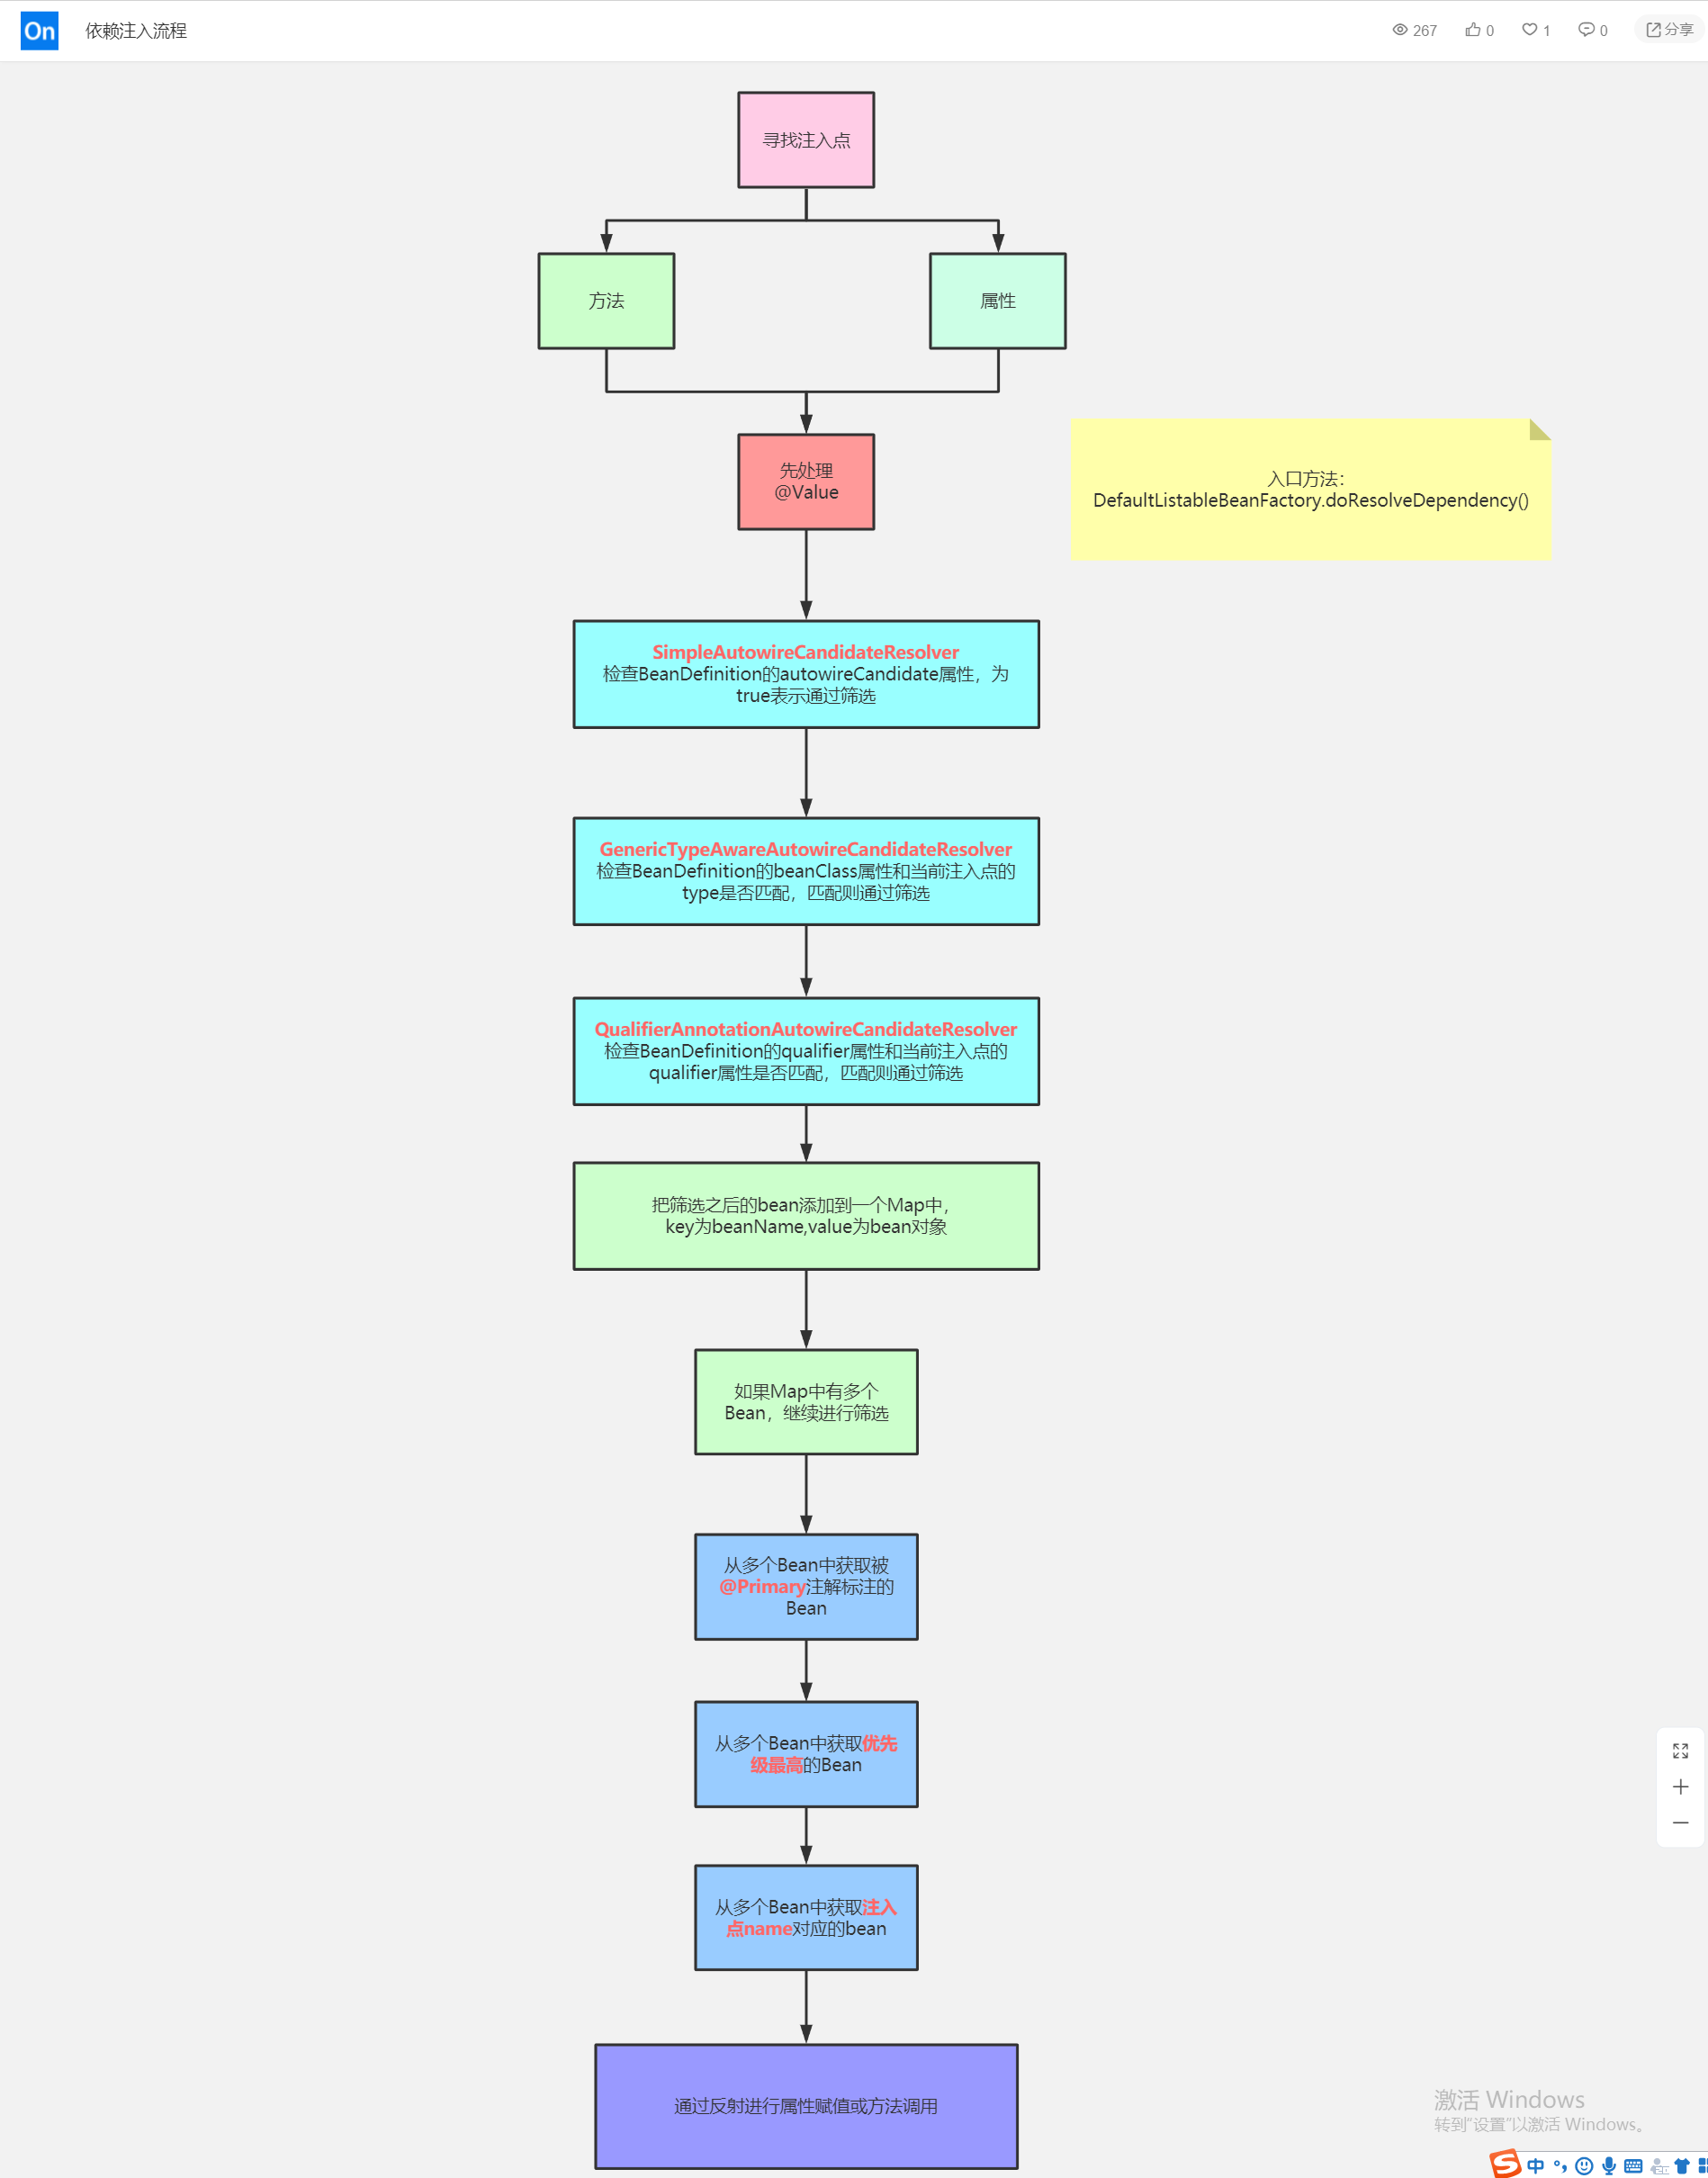 On
依赖注入流程
267
0
1
0
分享
寻找注入点
方法
属性
先处理
@Value
入口方法：
DefaultListableBeanFactory.doResolveDependency()
SimpleAutowireCandidateResolver
检查BeanDefinition的autowireCandidate属性，为
true表示通过筛选
GenericTypeAwareAutowireCandidateResolver
检查BeanDefinition的beanClass属性和当前注入点的
type是否匹配，匹配则通过筛选
QualifierAnnotationAutowireCandidateResolver
检查BeanDefinition的qualifier属性和当前注入点的
qualifier属性是否匹配，匹配则通过筛选
把筛选之后的bean添加到一个Map中，
key为beanName,value为bean对象
如果Map中有多个
Bean，继续进行筛选
从多个Bean中获取被
@Primary注解标注的
Bean
从多个Bean中获取优先
级最高的Bean
从多个Bean中获取注入
点name对应的bean
通过反射进行属性赋值或方法调用
激活 Windows
转到"设置"以激活 Windows。
中